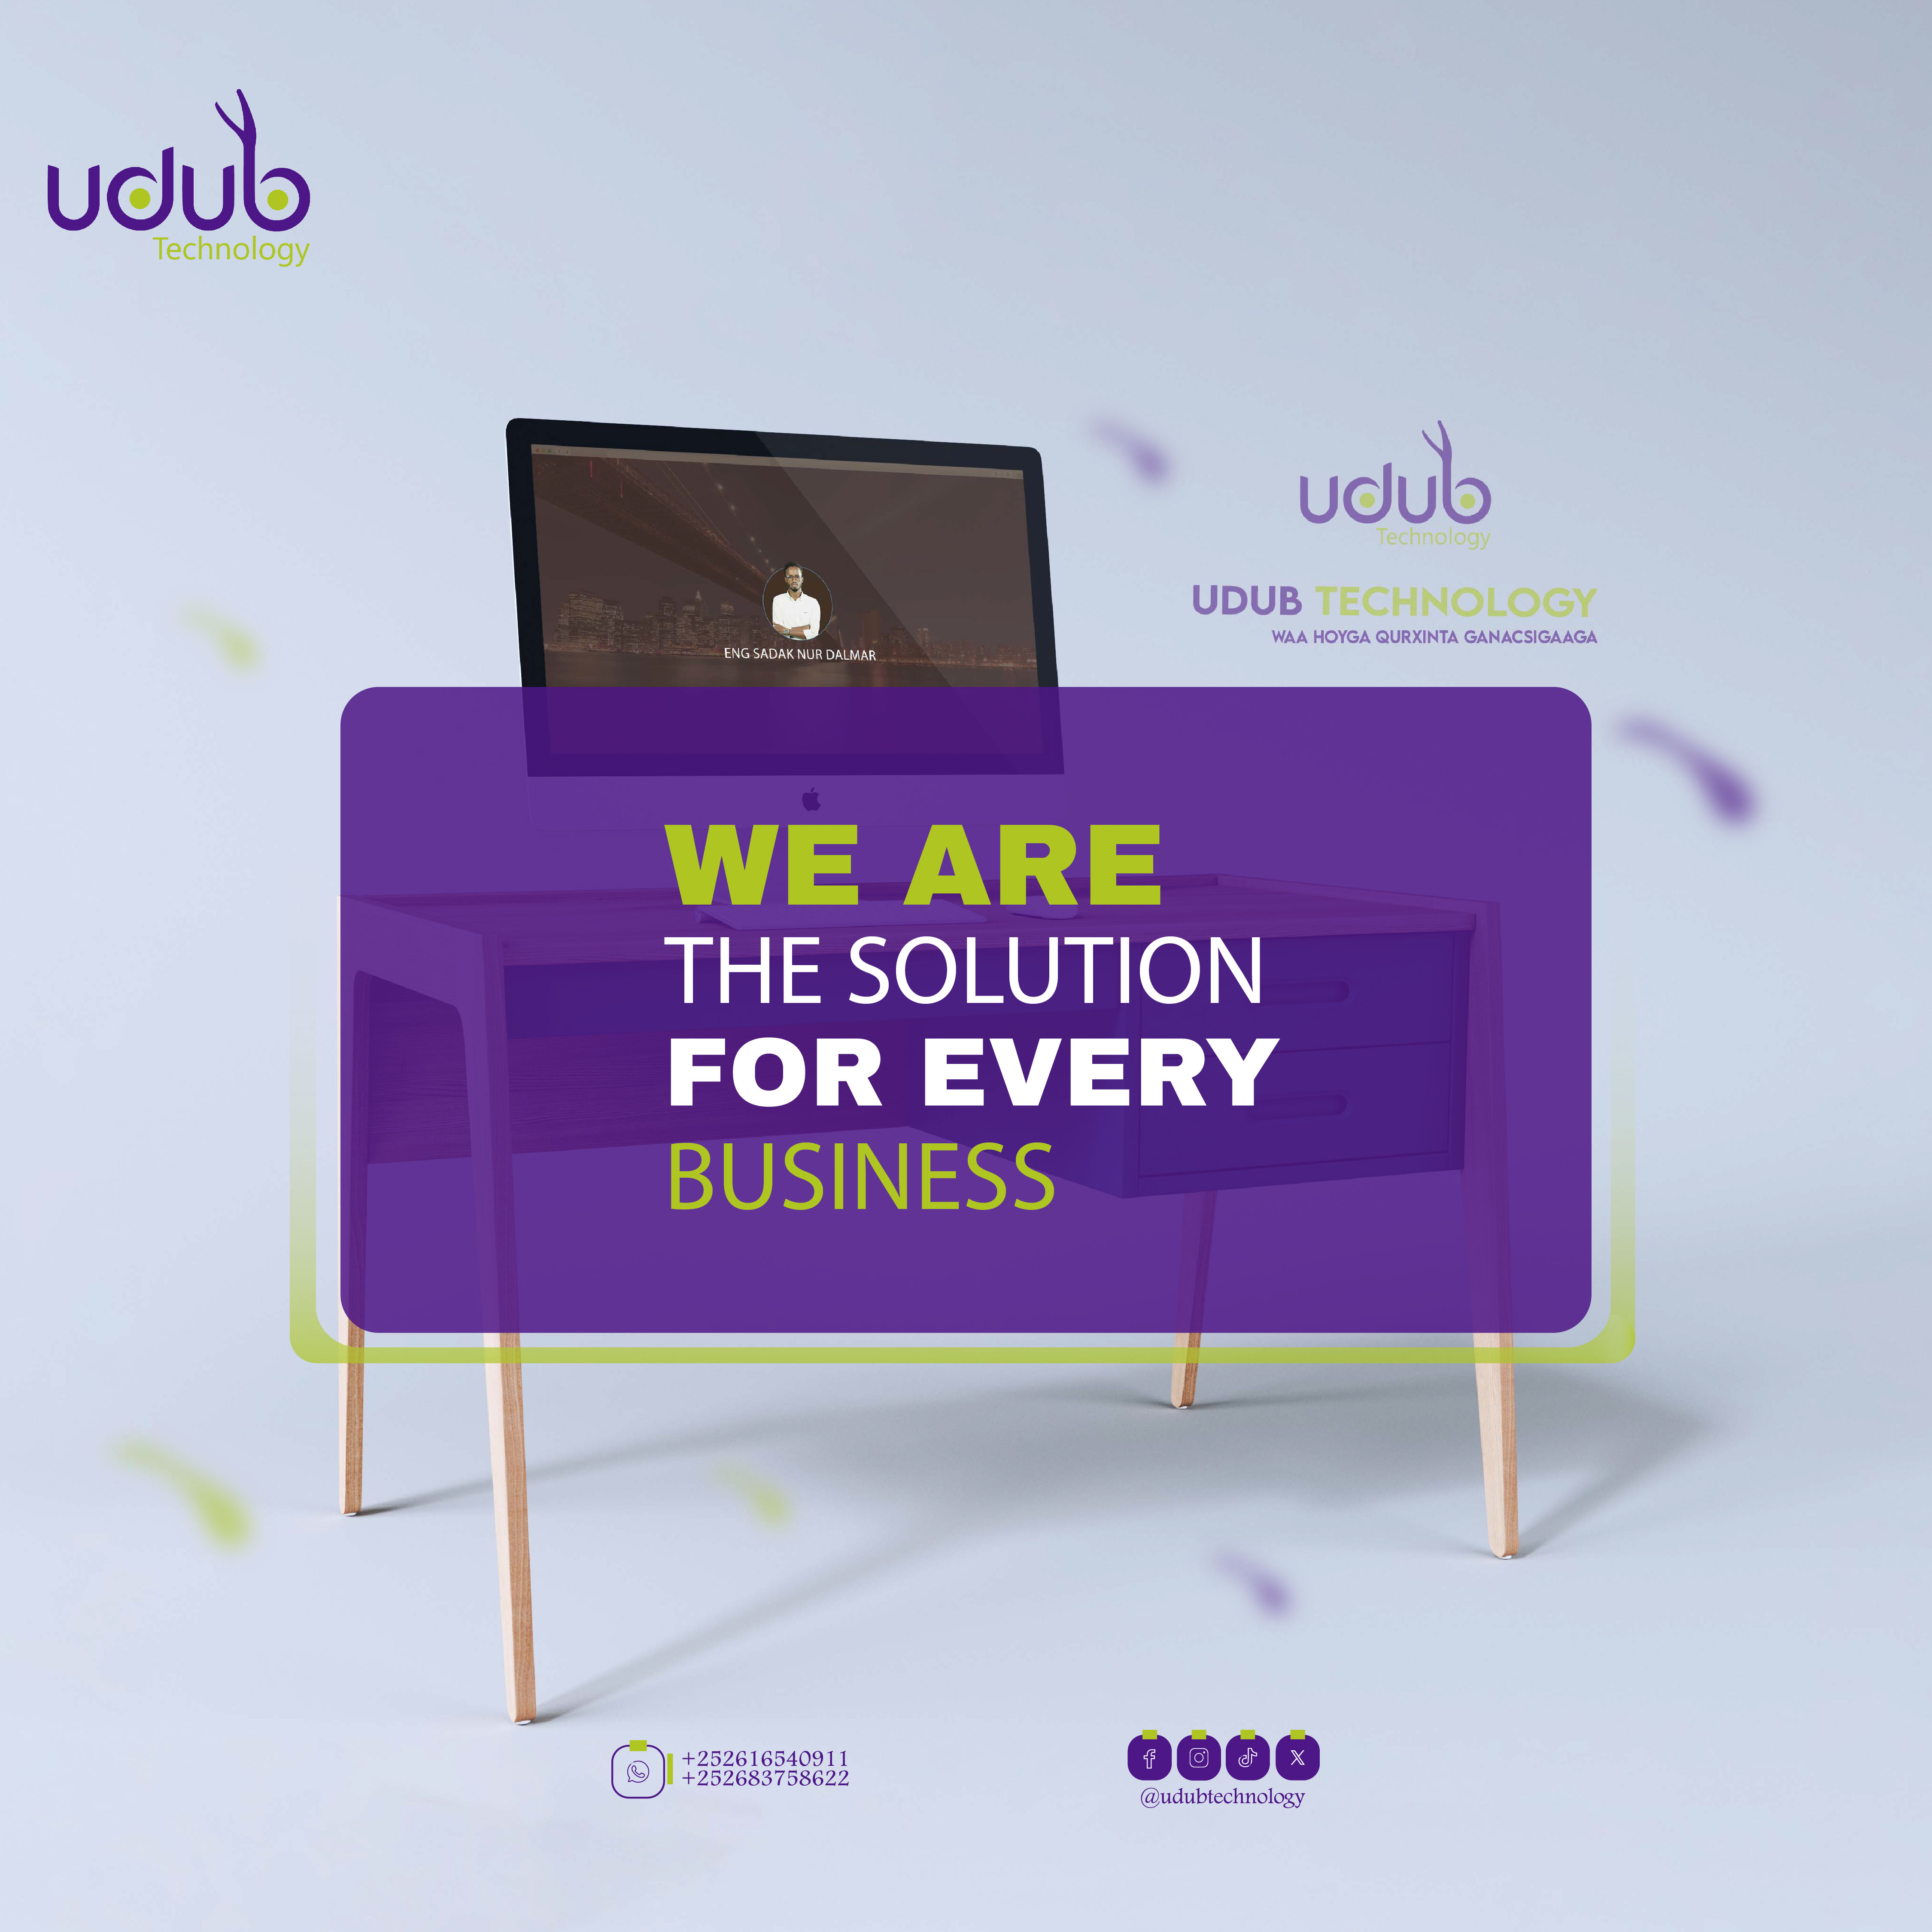 udub
Technology
udub
Technology
UDUB TECHNOLOGY
WAA HOYGA QURXINTA GANACSIGAAGA
ENG SADAK NUR DALMAR
WE ARE
THE SOLUTION
FOR EVERY
BUSINESS
+252616540911
+252683758622
@udubtechnology